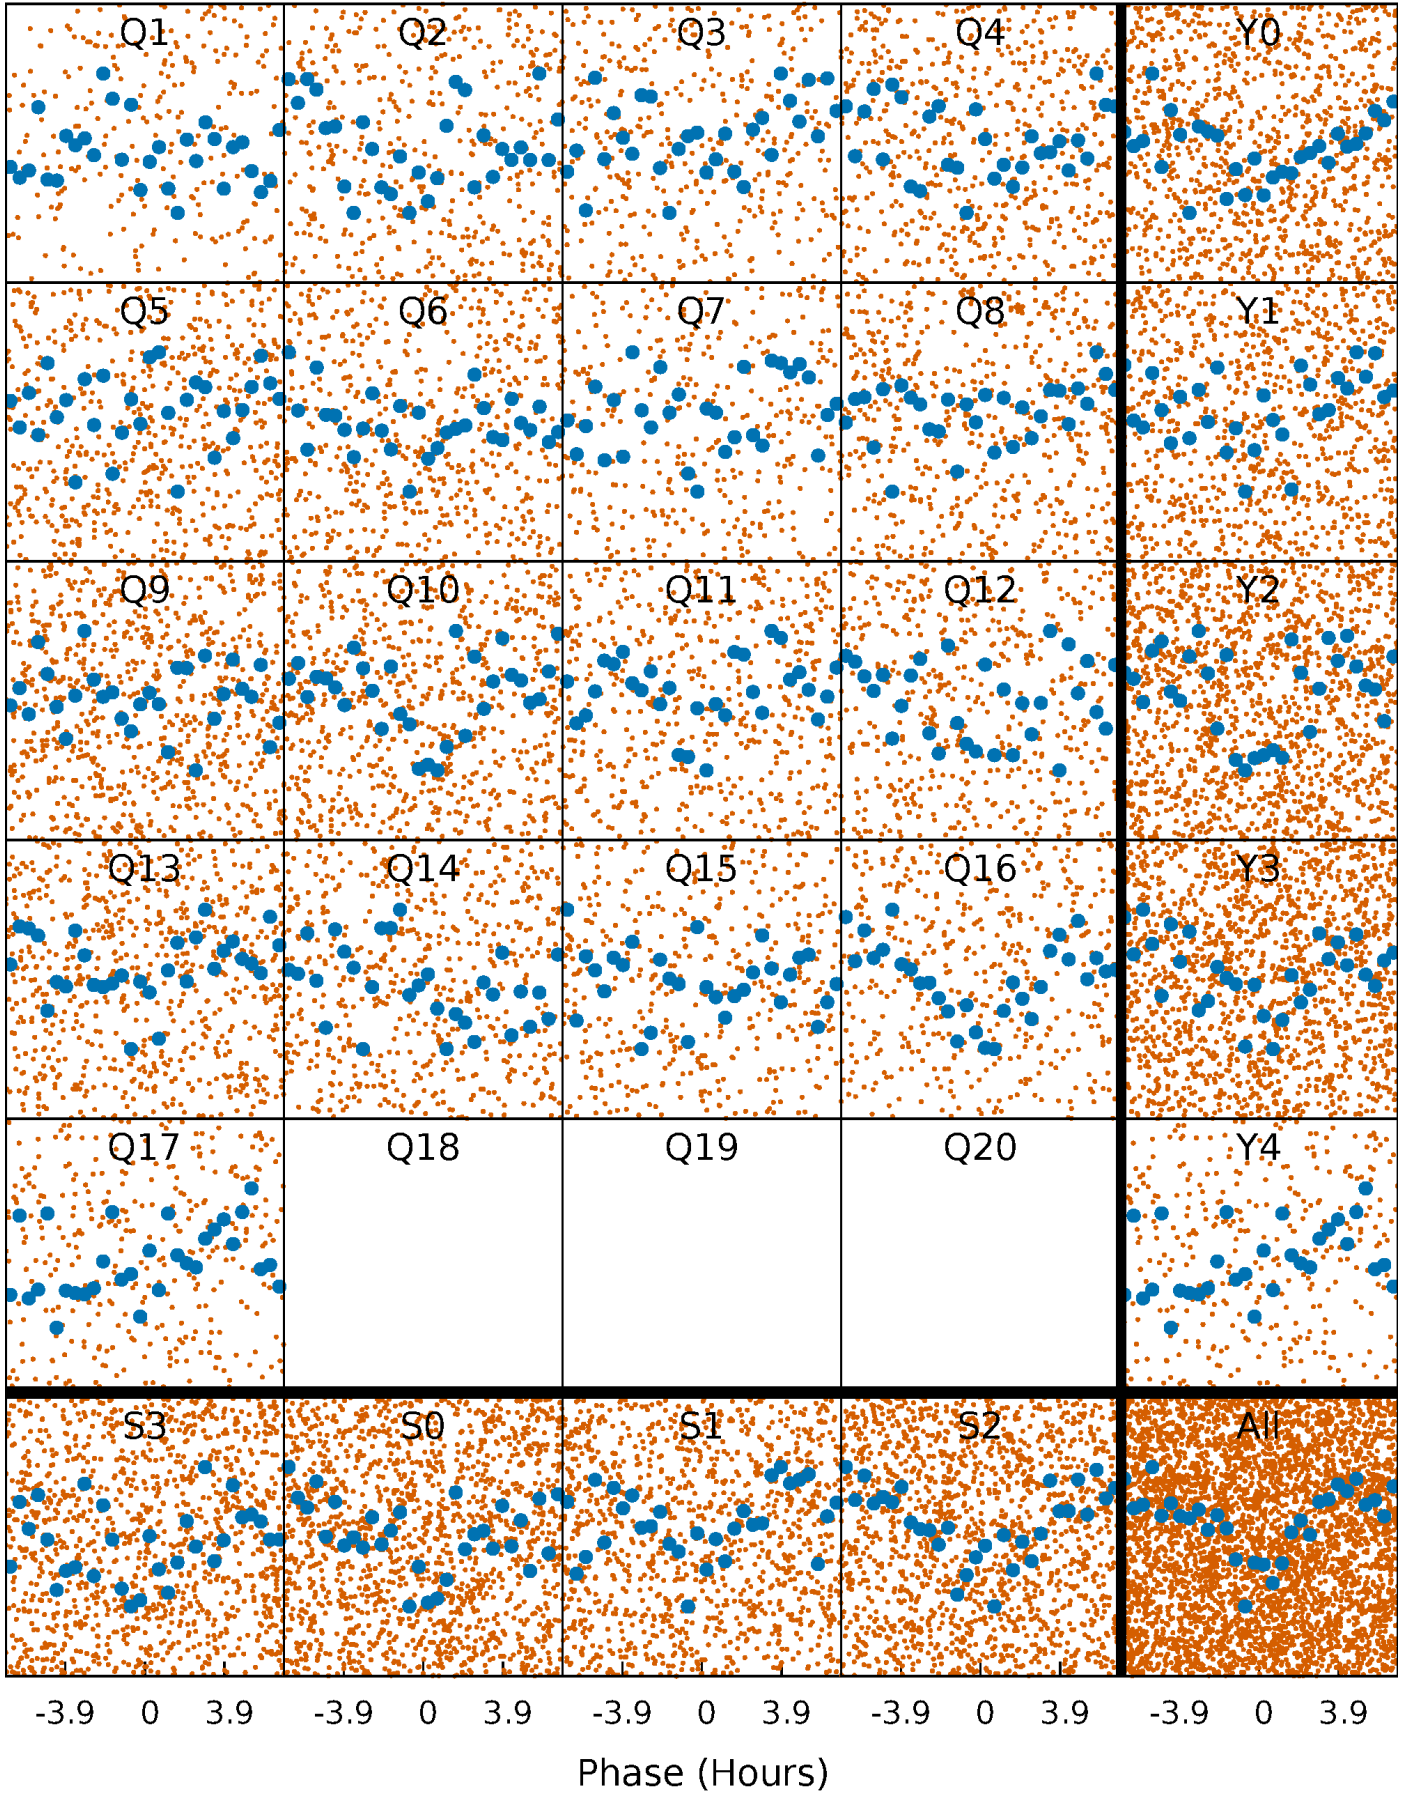 Q1 Q2 Q3 Q4 Y0
Q5 Q6 Q7 Q8 Y1
Q9 Q10 Q11 Q12 Y2
Q13 Q14 Q15 Q16 Y3
Q17 Q18 Q19 Q20 Y4
S3 S0 S1 S2 All
-3.9 0 3.9 -3.9 0 3.9 -3.9 0 3.9 -3.9 0 3.9 -3.9 0 3.9
Phase (Hours)